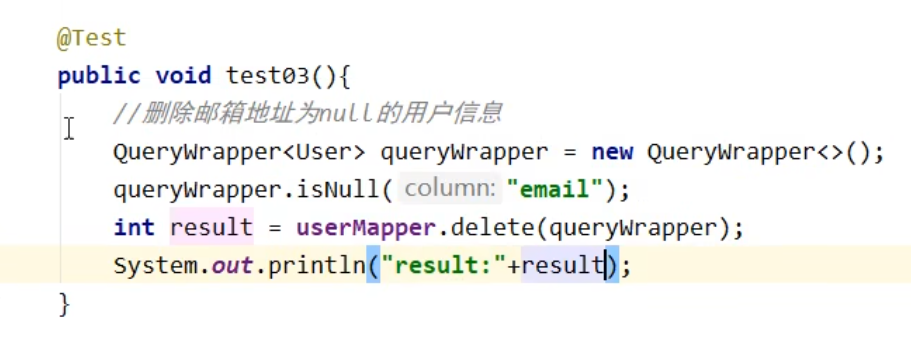 @Test
public void test03(){
//删除邮箱地址为null的用户信息
QueryWrapper<User> queryWrapper = new QueryWrapper<>();
queryWrapper.isNull( column: "email");
int result = userMapper.delete(queryWrapper);
System.out.println("result:"+result);
}